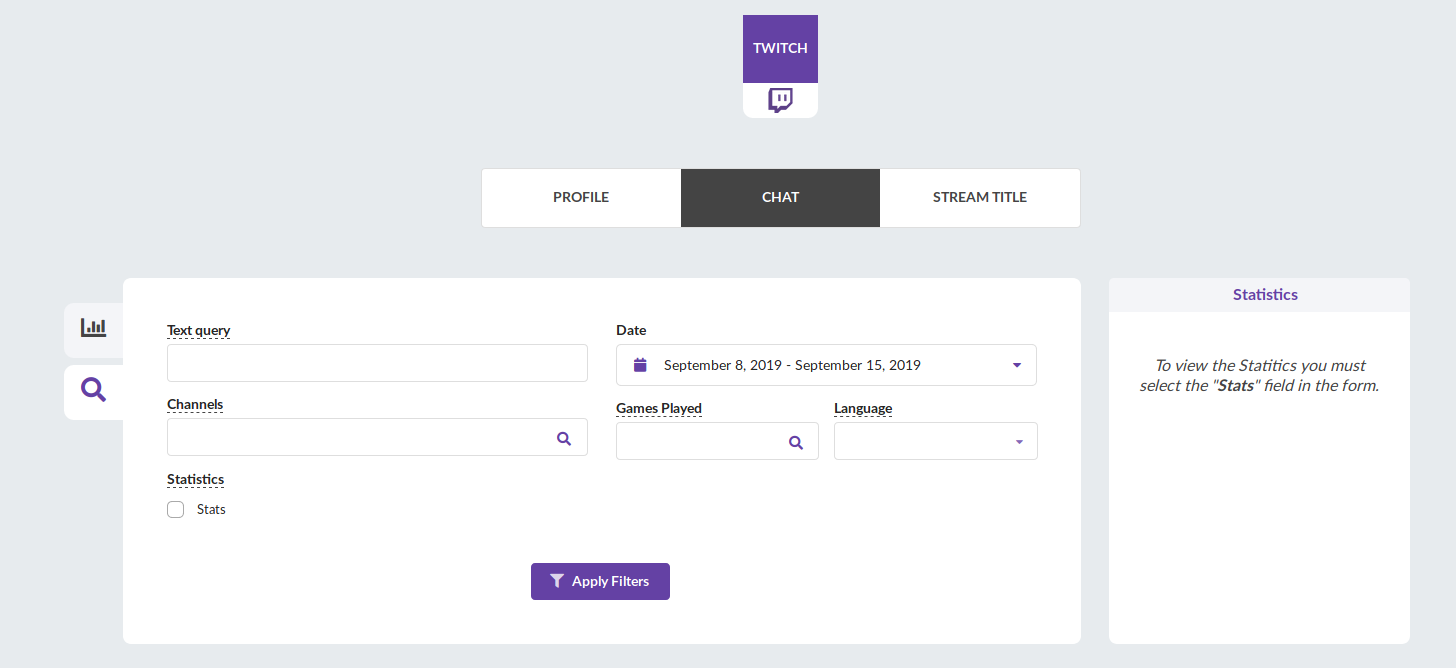 TWITCH
PROFILE
CHAT
STREAM TITLE
Text query
Date
September 8, 2019 - September 15, 2019
Channels
Games Played
Language
Statistics
Stats
Apply Filters
Statistics
To view the Statitics you must
select the "Stats" field in the form.